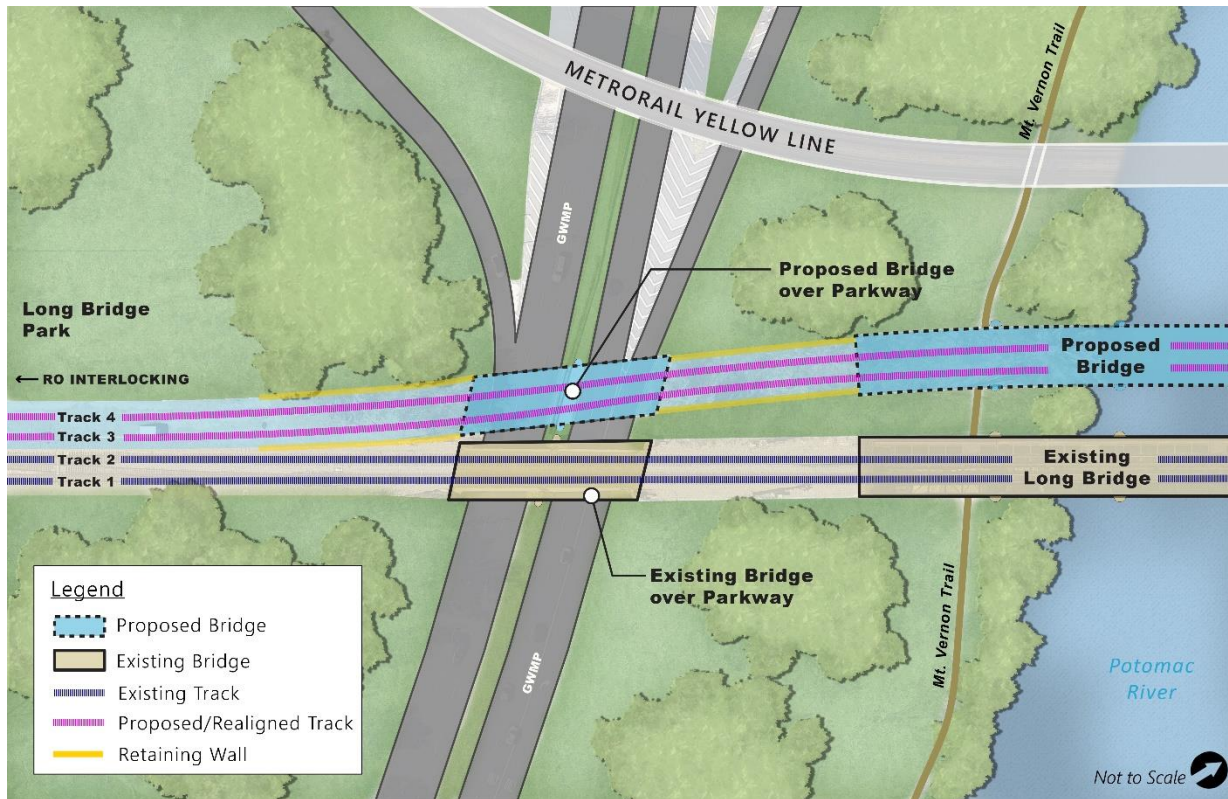 METRORAIL YELLOW LINE
Mt. Vernon Trail
GWMP
Proposed Bridge
over Parkway
Long Bridge
Park
← RO INTERLOCKING
Proposed
Bridge
Track 4
Track 3
Track 2
Track 1
Existing
Long Bridge
Existing Bridge
over Parkway
Mt. Vernon Trail
GWMP
Potomac
River
Legend
Proposed Bridge
Existing Bridge
Existing Track
Proposed/Realigned Track
Retaining Wall
Not to Scale